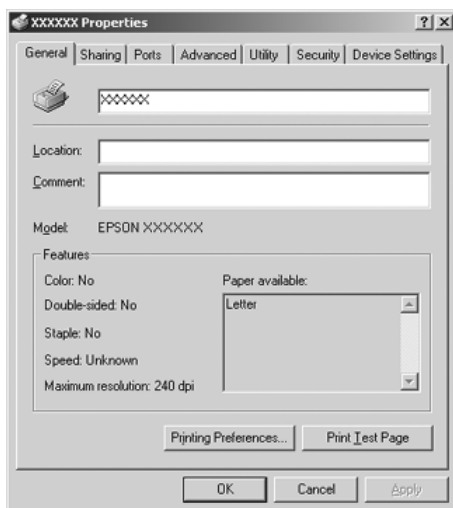 XXXXXX Properties
General Sharing Ports Advanced Utility Security Device Settings
XXXXXX
Location:
Comment:
Model: EPSON XXXXXX
Features
Color: No
Paper available:
Double-sided: No
Letter
Staple: No
Speed: Unknown
Maximum resolution: 240 dpi
Printing Preferences... Print Test Page
OK Cancel Apply